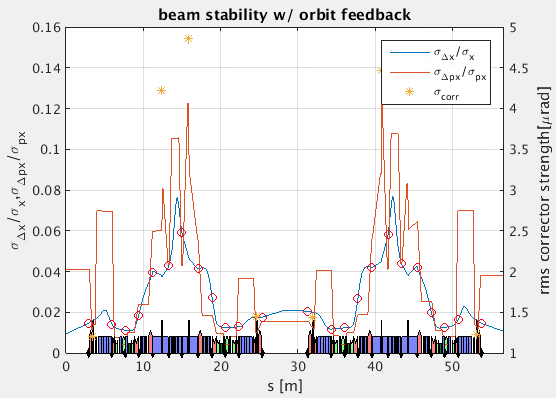 beam stability w/ orbit feedback
σΔx/σx
σΔpx/σpx
σcorr
0.16
0.14
0.12
0.1
0.08
0.06
0.04
0.02
0
5
4.5
4
3.5
3
2.5
2
1.5
1
σΔx/σx,σΔpx/σpx
rms corrector strength[μrad]
0 10 20 30 40 50
s [m]